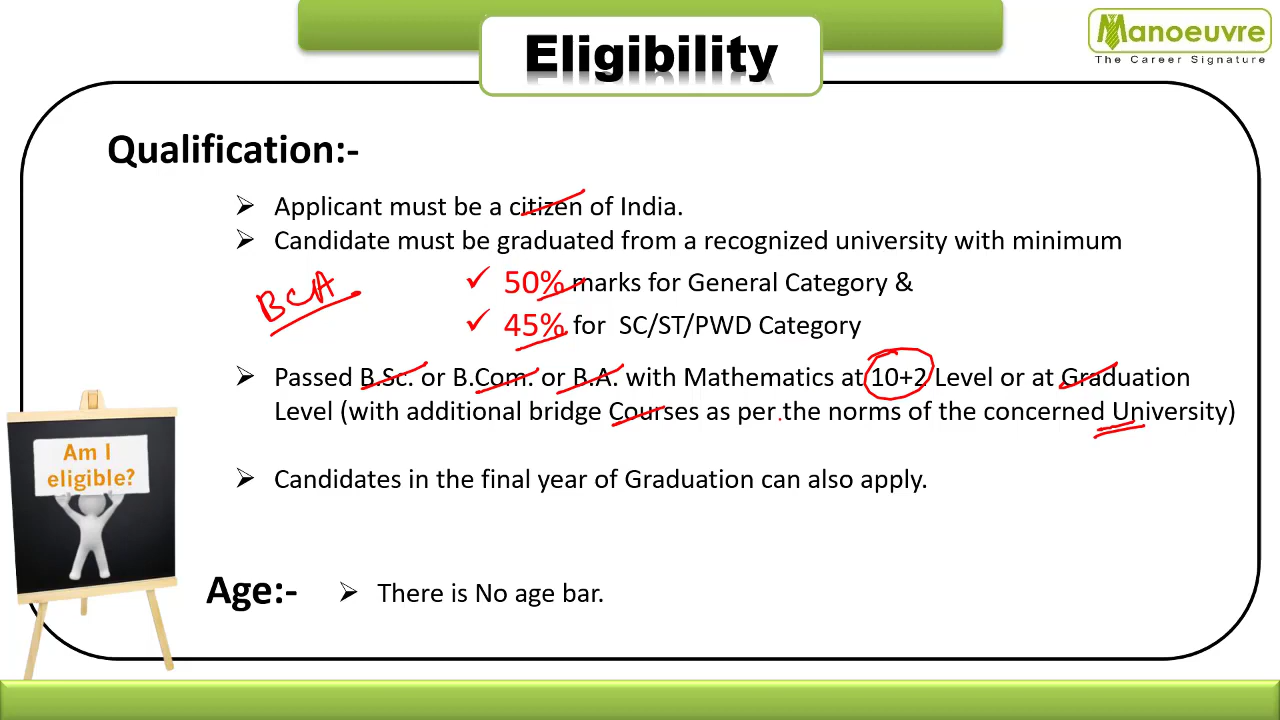 Manoeuvre
The Career Signature
Eligibility
Qualification:-
Applicant must be a citizen of India.
Candidate must be graduated from a recognized university with minimum
BCA
50% marks for General Category &
45% for SC/ST/PWD Category
Passed B.Sc. or B.Com. or B.A. with Mathematics at 10+2 Level or at Graduation
Level (with additional bridge Courses as per the norms of the concerned University)
Am I
eligible?
Candidates in the final year of Graduation can also apply.
Age:-
There is No age bar.